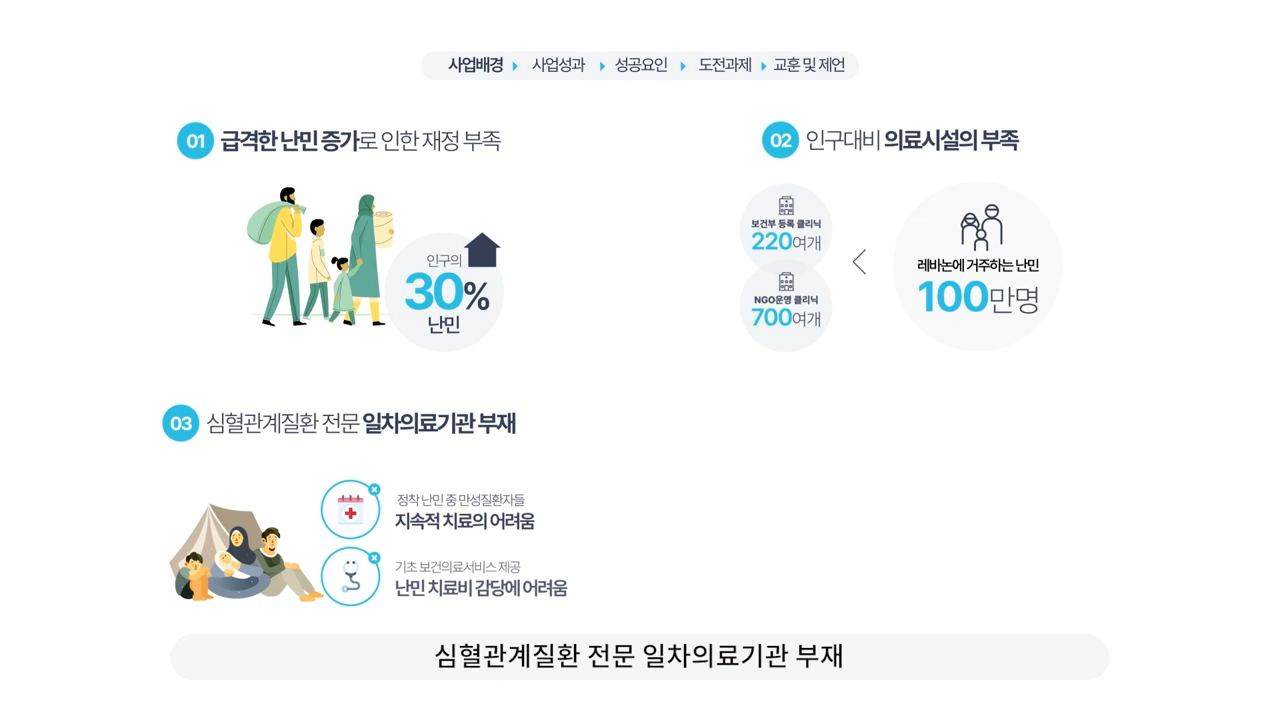 사업배경 사업성과 성공요인 도전과제 교훈 및 제언
01 급격한 난민 증가로 인한 재정 부족
인구의
30%
난민
02 인구대비 의료시설의 부족
보건부 등록 클리닉
220여개
NGO운영 클리닉
700여개
<
레바논에 거주하는 난민
100만명
03 심혈관계질환 전문 일차의료기관 부재
정착 난민 중 만성질환자들
지속적 치료의 어려움
기초 보건의료서비스 제공
난민 치료비 감당에 어려움
심혈관계질환 전문 일차의료기관 부재